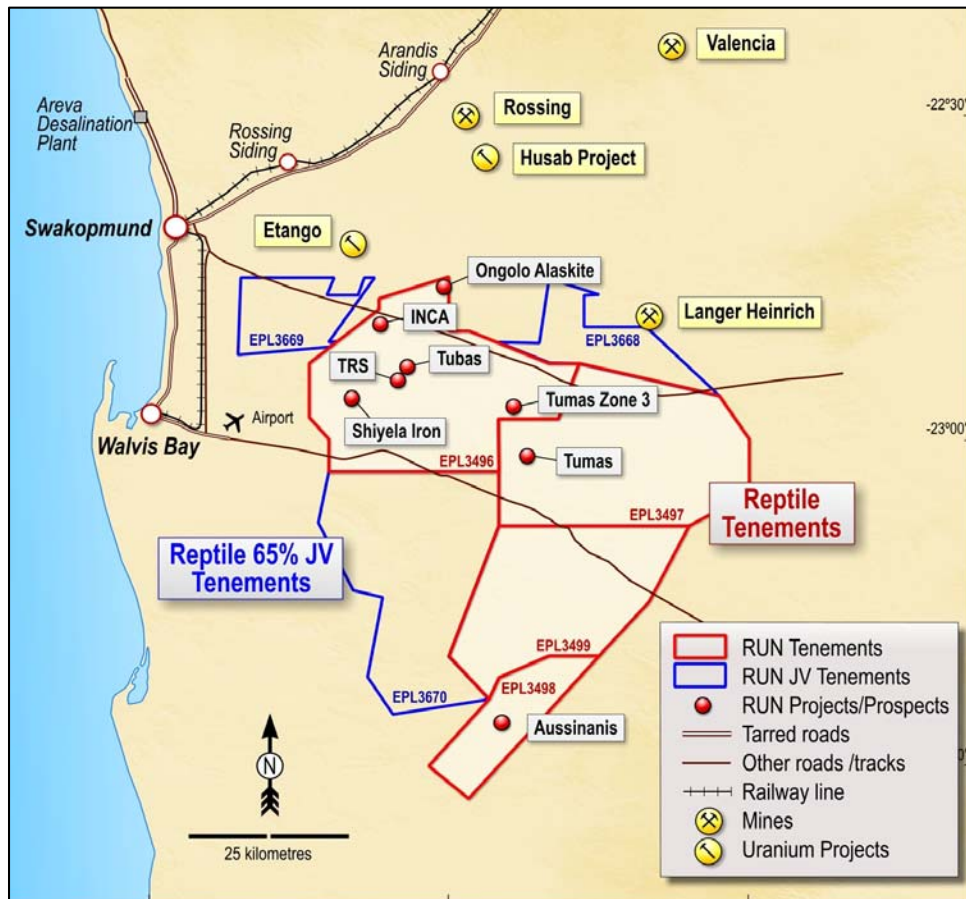 Valencia
Arandis
Siding
-22°30'
Areva
Desalination
Plant
Rossing
Rossing
Siding
Husab Project
Swakopmund
Etango
Ongolo Alaskite
INCA
Langer Heinrich
EPL3669
EPL3668
TRS
Tubas
Tumas Zone 3
Airport
Shiyela Iron
Walvis Bay
-23°00'
Tumas
EPL3496
Reptile
Tenements
EPL3497
Reptile 65% JV
Tenements
RUN Tenements
EPL3499
RUN JV Tenements
EPL3498
EPL3670
RUN Projects/Prospects
Aussinanis
Tarred roads
Other roads /tracks
N
Railway line
Mines
25 kilometres
Uranium Projects